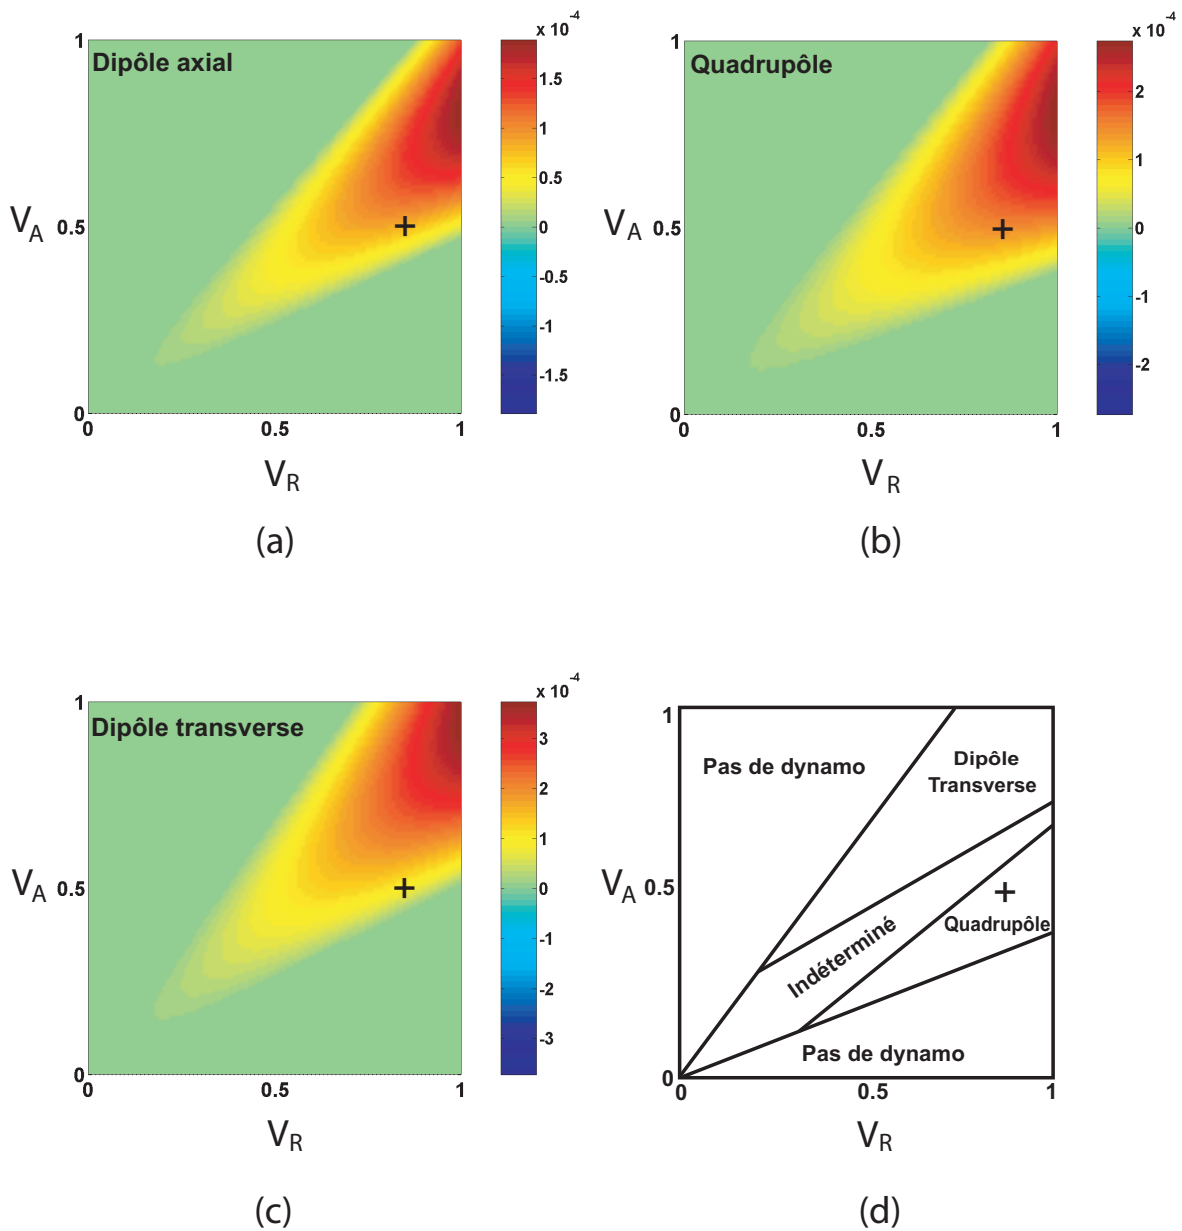 x 10^-4
1
Dipôle axial
1.5
1
0.5
V_A
0.5
0
-0.5
-1
-1.5
0
0
0.5
1
V_R
(a)
x 10^-4
1
Quadrupôle
2
1
V_A
0.5
0
-1
-2
0
0
0.5
1
V_R
(b)
x 10^-4
1
Dipôle transverse
3
2
1
V_A
0.5
0
-1
-2
-3
0
0
0.5
1
V_R
(c)
1
Pas de dynamo
Dipôle
Transverse
V_A
0.5
Quadrupôle
Indéterminé
Pas de dynamo
0
0
0.5
1
V_R
(d)